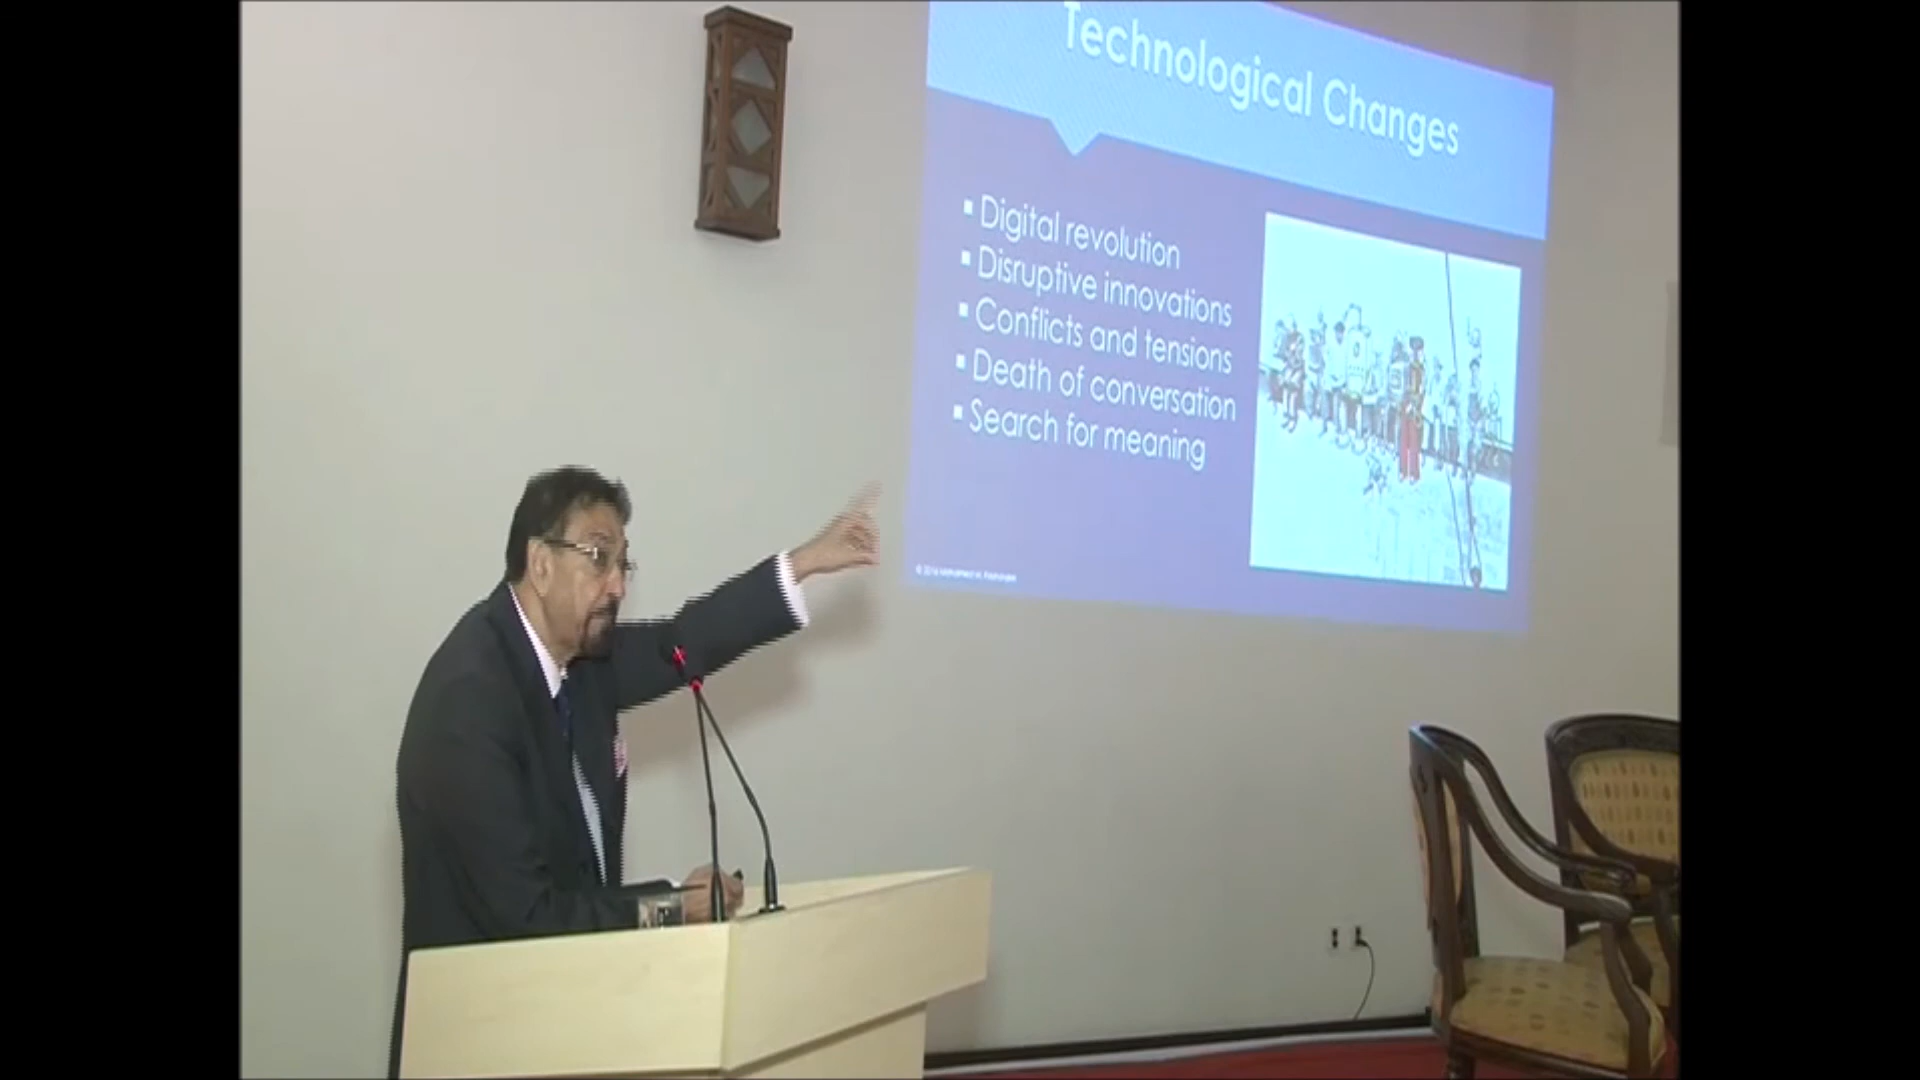 Technological Changes
▪ Digital revolution
▪ Disruptive innovations
▪ Conflicts and tensions
▪ Death of conversation
▪ Search for meaning